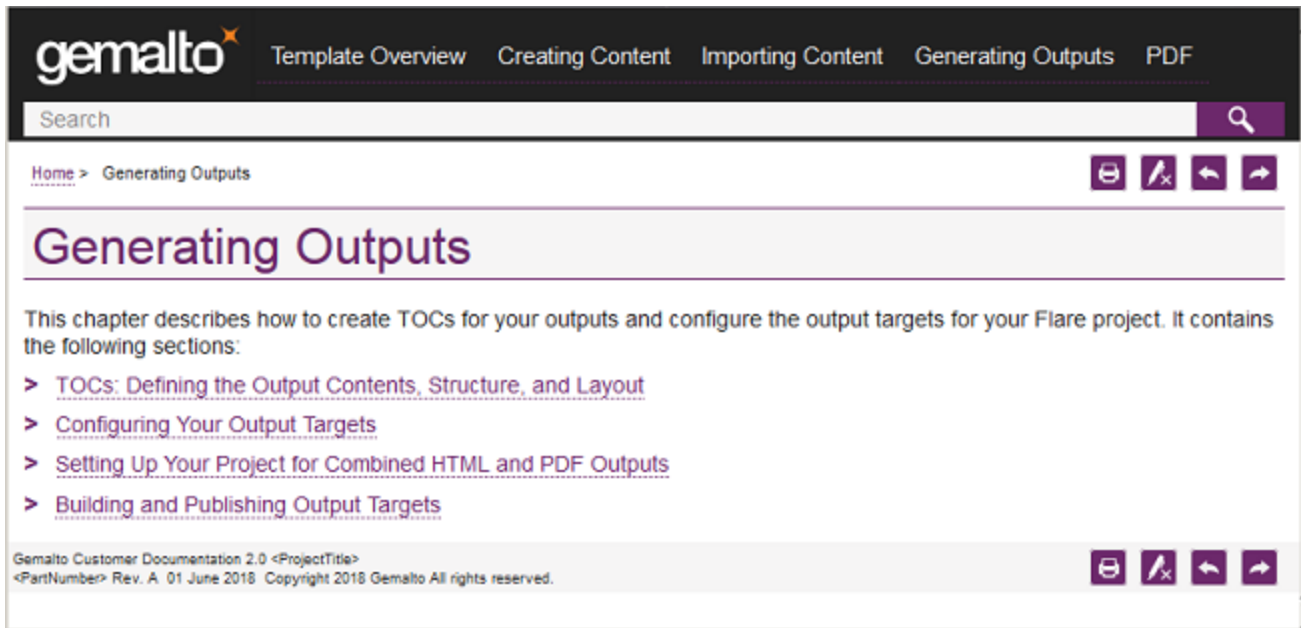 gemalto
Template Overview Creating Content Importing Content Generating Outputs PDF
Search
Home > Generating Outputs
Generating Outputs
This chapter describes how to create TOCs for your outputs and configure the output targets for your Flare project. It contains
the following sections:
> TOCs: Defining the Output Contents, Structure, and Layout
> Configuring Your Output Targets
> Setting Up Your Project for Combined HTML and PDF Outputs
> Building and Publishing Output Targets
Gemalto Customer Documentation 2.0 <ProjectTitle>
<PartNumber> Rev. A 01 June 2018 Copyright 2018 Gemalto All rights reserved.